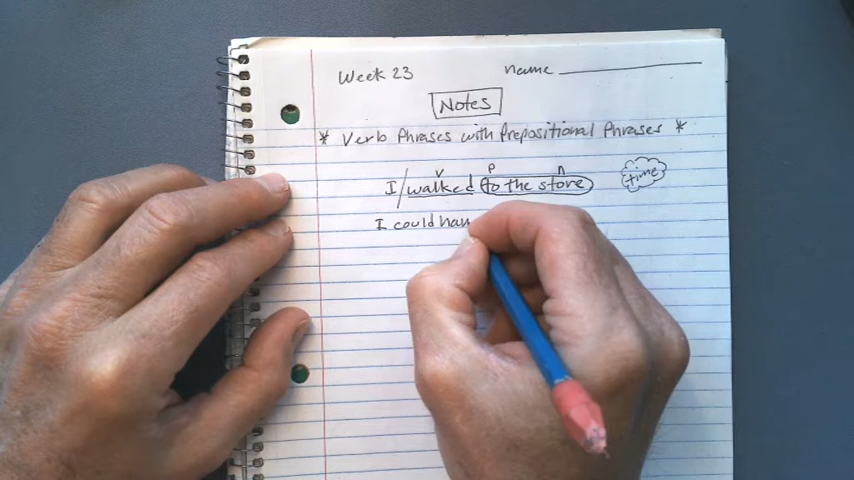 Week 23 name
Notes
* Verb Phrases with Prepositional Phrases *
v p n
I/walked to the store time
I could hav